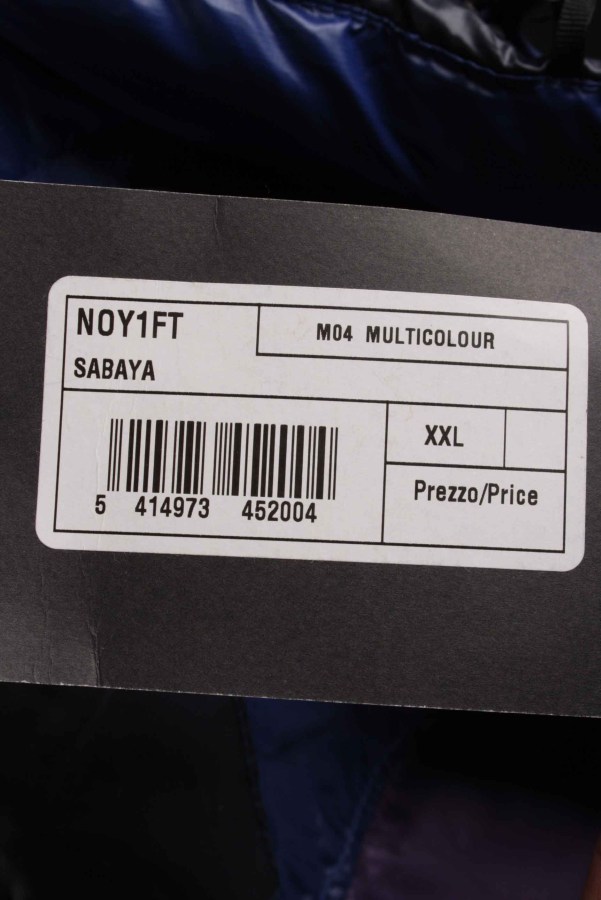 NOY1FT
M04 MULTICOLOUR
SABAYA
XXL
Prezzo/Price
5 414973 452004